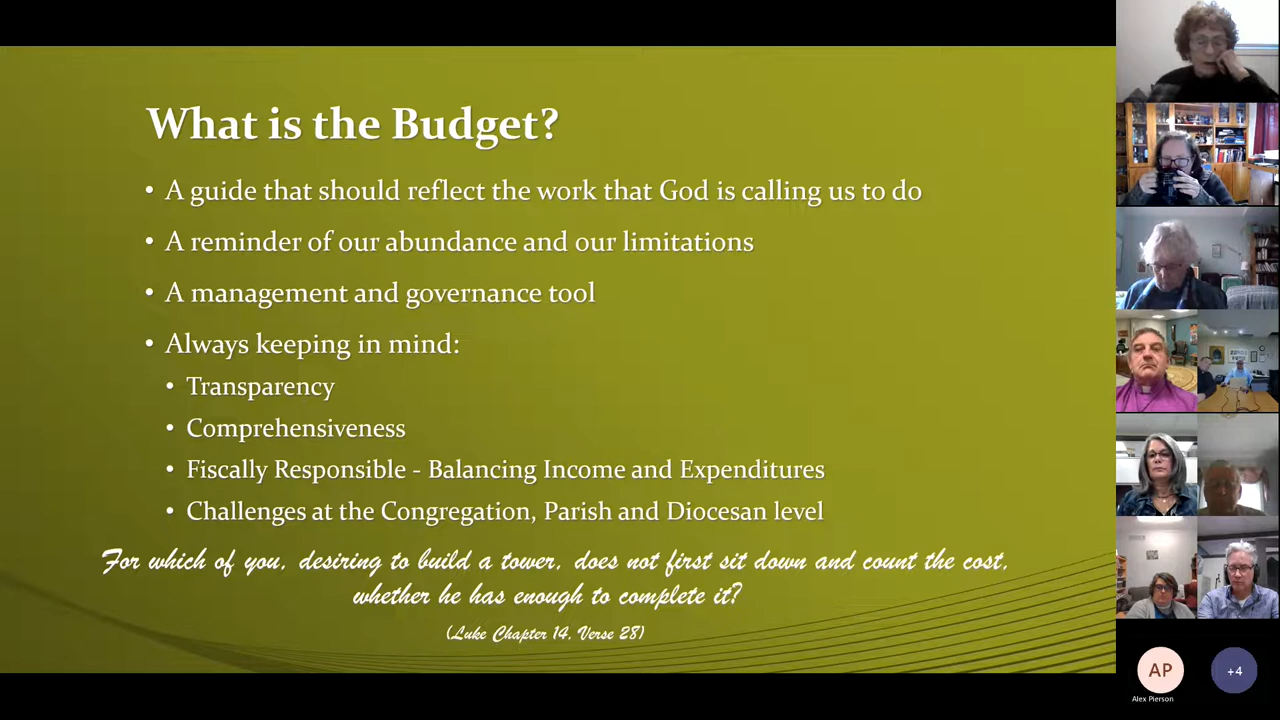 What is the Budget?
• A guide that should reflect the work that God is calling us to do
• A reminder of our abundance and our limitations
• A management and governance tool
• Always keeping in mind:
• Transparency
• Comprehensiveness
• Fiscally Responsible - Balancing Income and Expenditures
• Challenges at the Congregation, Parish and Diocesan level
For which of you, desiring to build a tower, does not first sit down and count the cost,
whether he has enough to complete it?
(Luke Chapter 14, Verse 28)
AP
+4
Alex Pierson